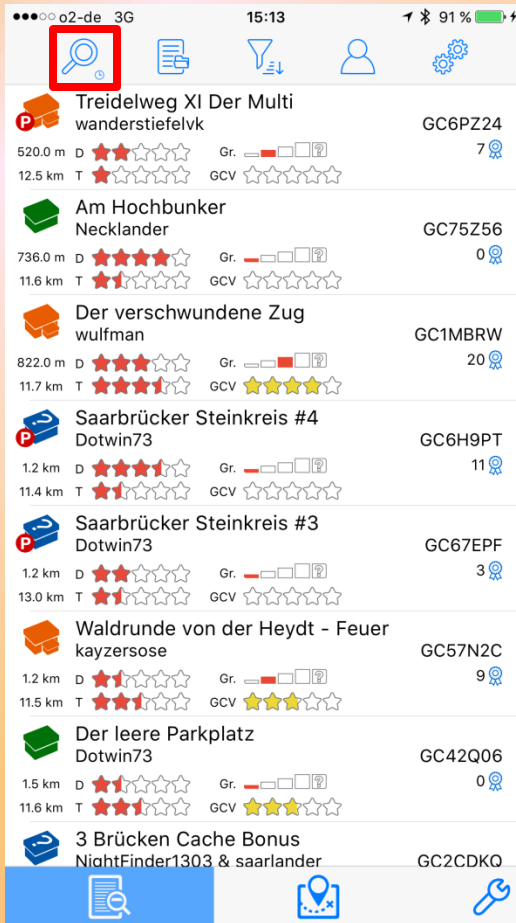 o2-de 3G 15:13 91 %
Treidelweg XI Der Multi
wanderstiefelvk GC6PZ24
520.0 m D Gr. ? 7
12.5 km T GCV
Am Hochbunker
Necklander GC75Z56
736.0 m D Gr. ? 0
11.6 km T GCV
Der verschwundene Zug
wulfman GC1MBRW
822.0 m D Gr. ? 20
11.7 km T GCV
Saarbrücker Steinkreis #4
Dotwin73 GC6H9PT
1.2 km D Gr. ? 11
11.4 km T GCV
Saarbrücker Steinkreis #3
Dotwin73 GC67EPF
1.2 km D Gr. ? 3
13.0 km T GCV
Waldrunde von der Heydt - Feuer
kayzersose GC57N2C
1.2 km D Gr. ? 9
11.5 km T GCV
Der leere Parkplatz
Dotwin73 GC42Q06
1.5 km D Gr. ? 0
11.6 km T GCV
3 Brücken Cache Bonus
NightFinder1303 & saarlander GC2CDKQ